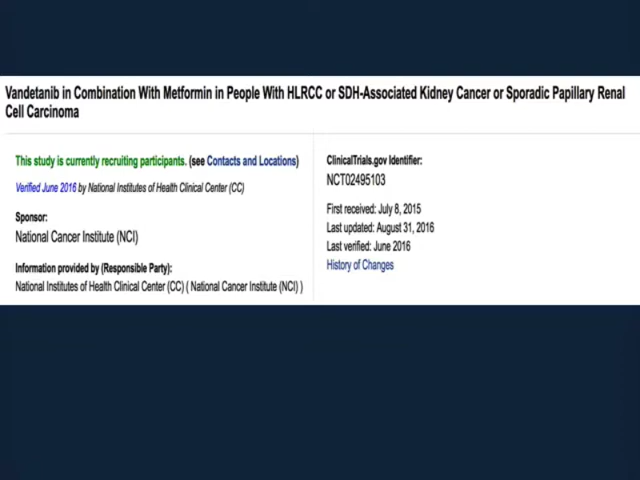 Vandetanib in Combination With Metformin in People With HLRCC or SDH-Associated Kidney Cancer or Sporadic Papillary Renal
Cell Carcinoma
This study is currently recruiting participants. (see Contacts and Locations)
Verified June 2016 by National Institutes of Health Clinical Center (CC)
Sponsor:
National Cancer Institute (NCI)
Information provided by (Responsible Party):
National Institutes of Health Clinical Center (CC) ( National Cancer Institute (NCI) )
ClinicalTrials.gov Identifier:
NCT02495103
First received: July 8, 2015
Last updated: August 31, 2016
Last verified: June 2016
History of Changes